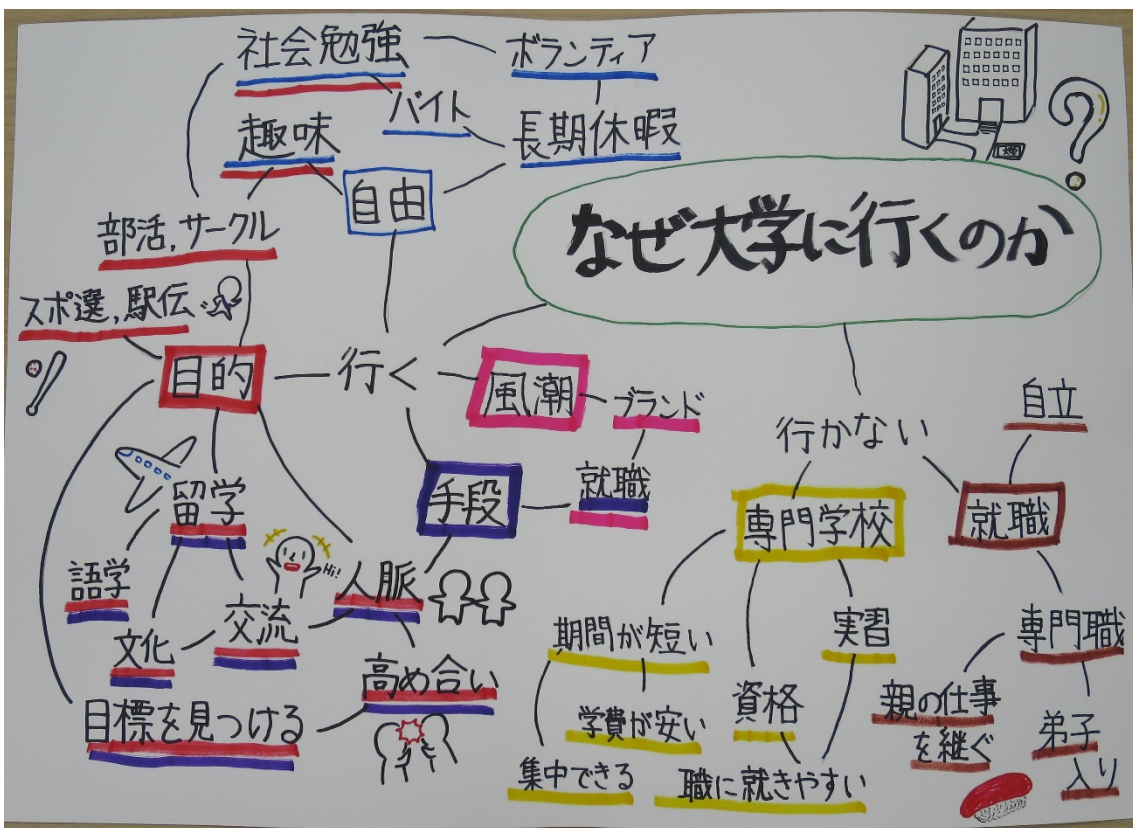 なぜ大学に行くのか
行く
自由
趣味
社会勉強
バイト
ボランティア
長期休暇
部活,サークル
スポ選,駅伝
目的
留学
語学
文化
交流
Hi!
人脈
高め合い
目標を見つける
手段
就職
風潮
ブランド
行かない
専門学校
期間が短い
学費が安い
集中できる
資格
実習
職に就きやすい
就職
自立
専門職
親の仕事
を継ぐ
弟子
入り